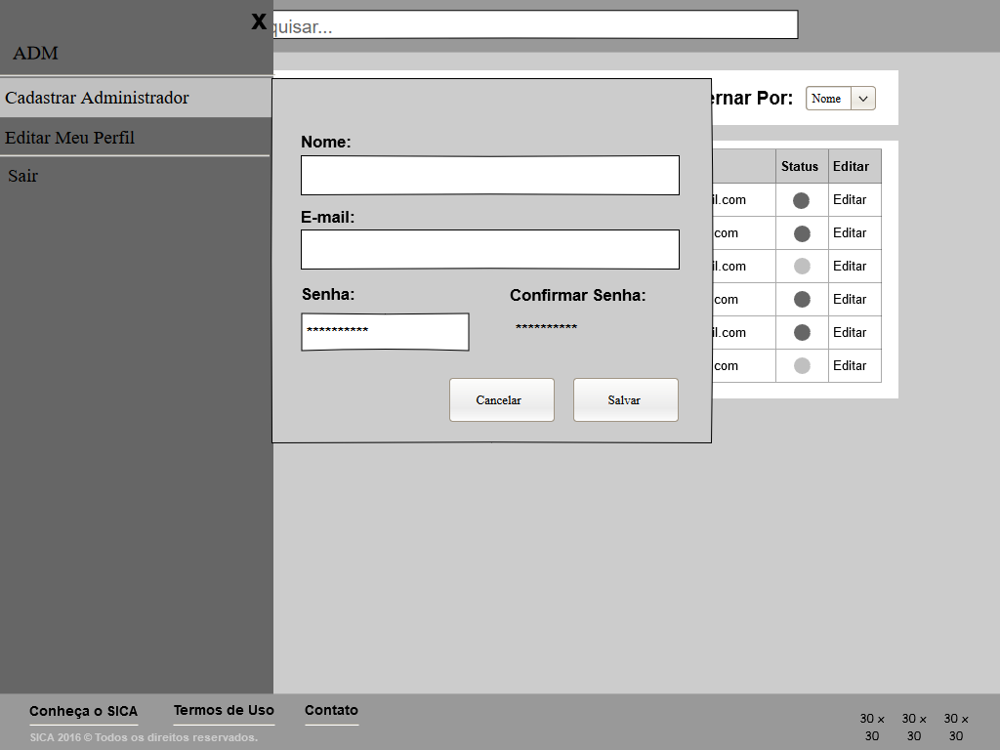 X
quisar...
ADM
Cadastrar Administrador
Editar Meu Perfil
Sair
ernar Por: Nome
Nome:
E-mail:
Senha: Confirmar Senha:
********** **********
Cancelar Salvar
Status Editar
il.com Editar
com Editar
il.com Editar
com Editar
il.com Editar
com Editar
Conheça o SICA Termos de Uso Contato
SICA 2016 © Todos os direitos reservados.
30 x 30 x 30 x
30 30 30